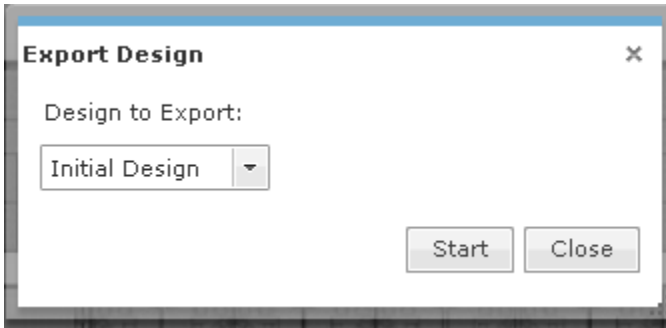 Export Design
Design to Export:
Initial Design
Start Close